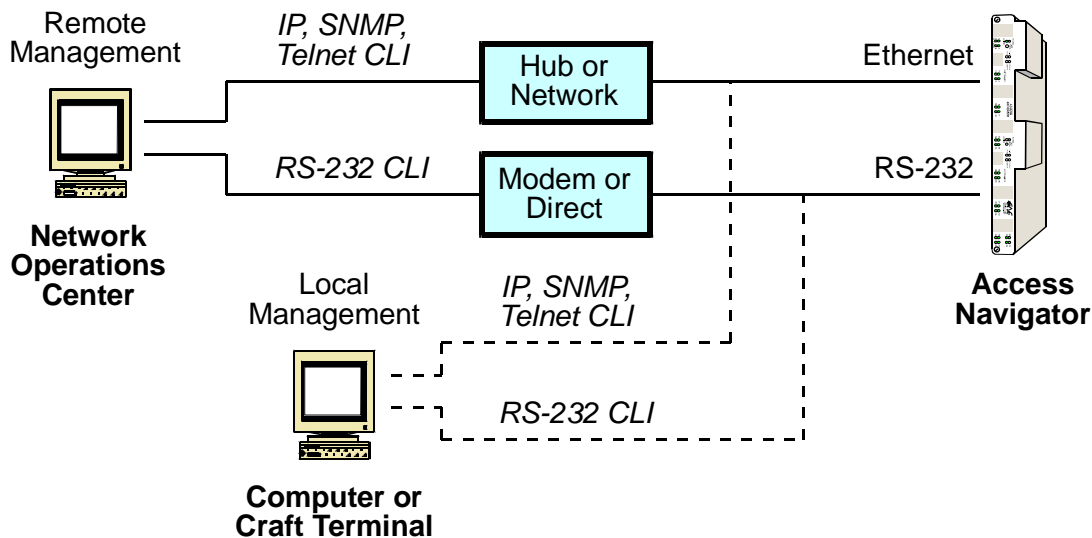 Remote
Management
IP, SNMP,
Telnet CLI
Hub or
Network
Ethernet
RS-232 CLI
Modem or
Direct
RS-232
Network
Operations
Center
Local
Management
IP, SNMP,
Telnet CLI
Access
Navigator
RS-232 CLI
Computer or
Craft Terminal